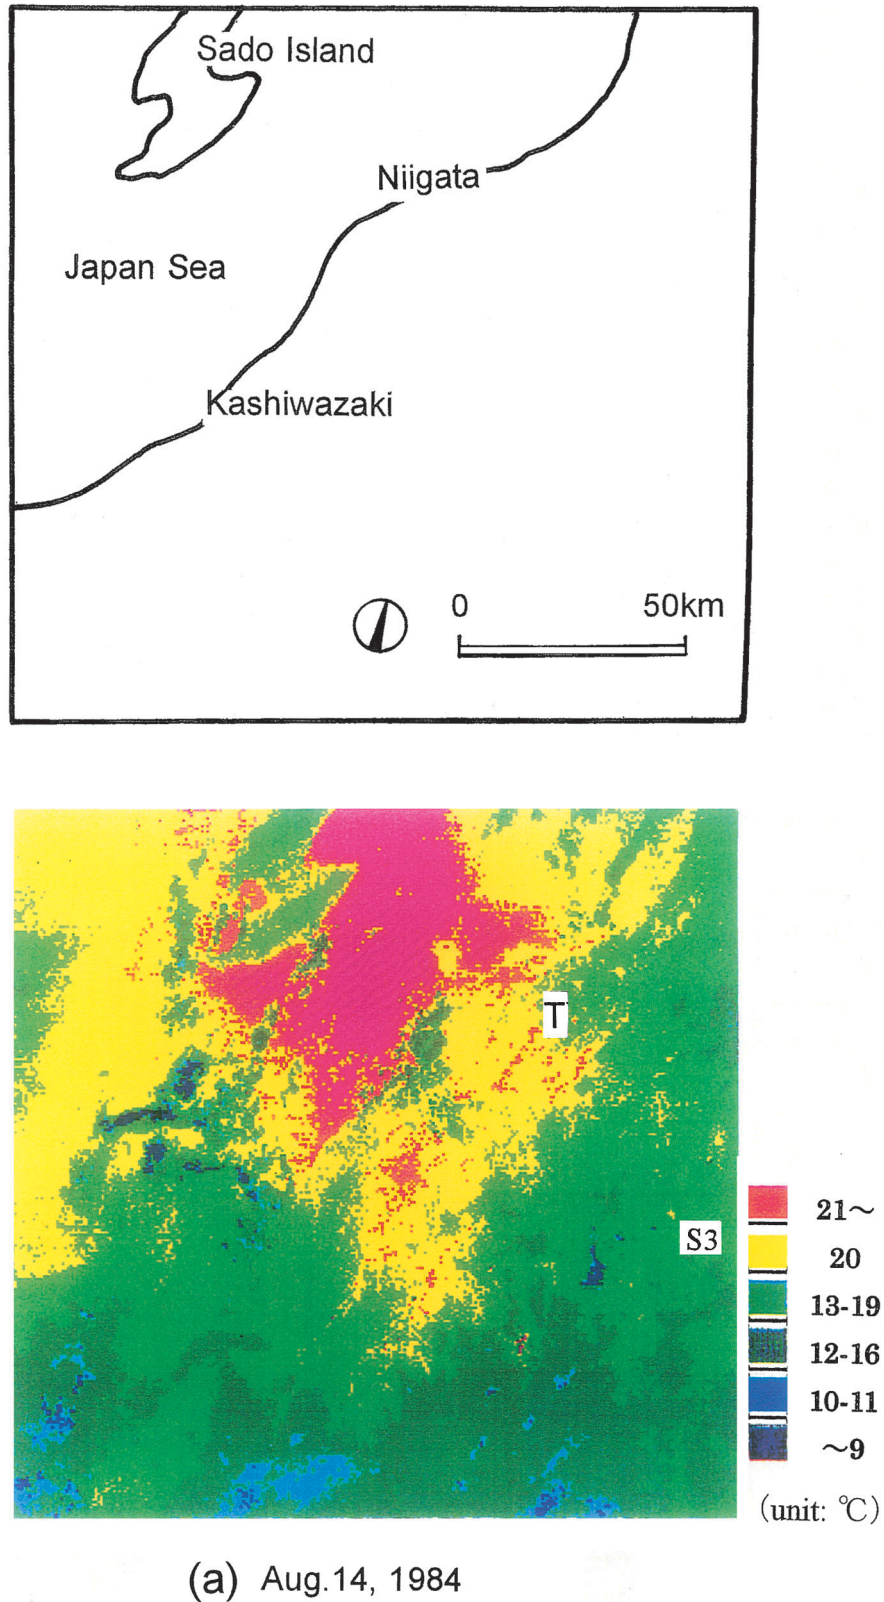 Sado Island
Niigata
Japan Sea
Kashiwazaki
0 50km
T
S3
21～
20
13-19
12-16
10-11
～9
(unit: ℃)
(a) Aug.14, 1984